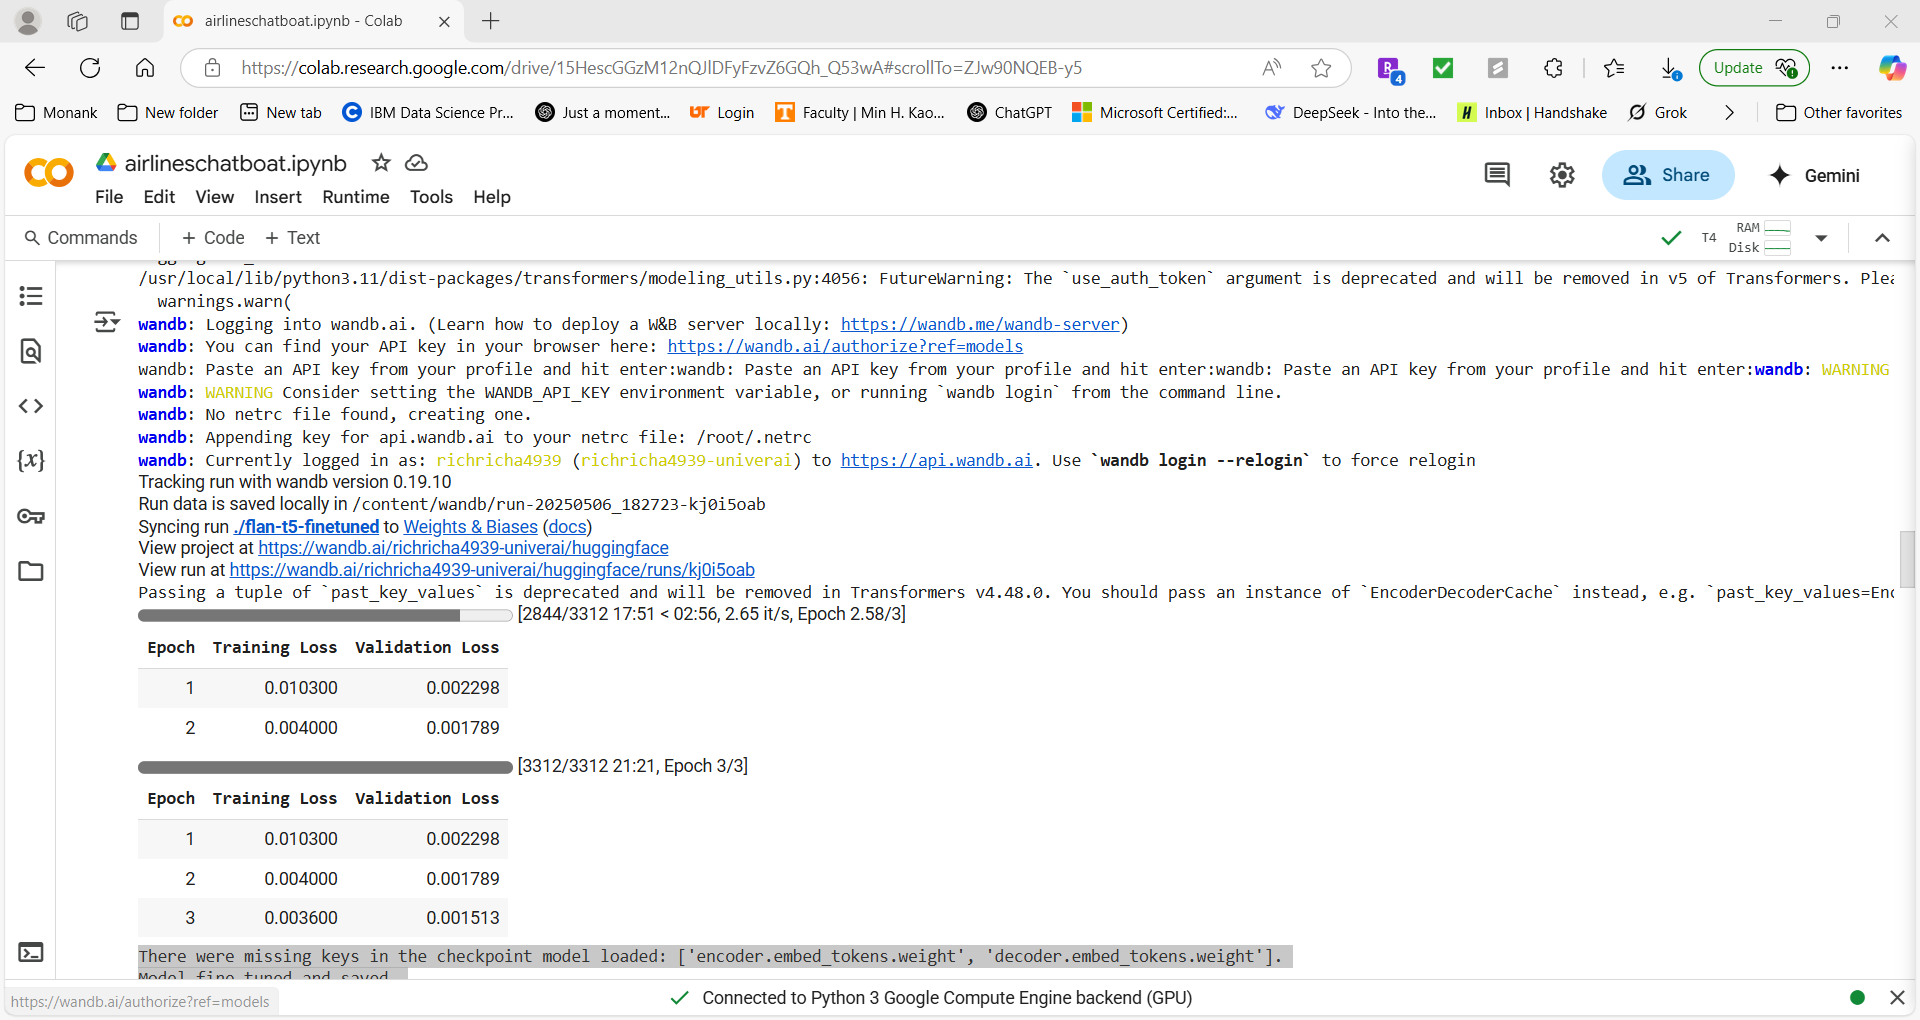 airlineschatboat.ipynb - Colab
https://colab.research.google.com/drive/15HescGGzM12nQJlDFyFzvZ6GQh_Q53wA#scrollTo=ZJw90NQEB-y5
4
Update
Monank
New folder
New tab
IBM Data Science Pr...
Just a moment...
Login
Faculty | Min H. Kao...
ChatGPT
Microsoft Certified:...
DeepSeek - Into the...
Inbox | Handshake
Grok
Other favorites
airlineschatboat.ipynb
Share
Gemini
File Edit View Insert Runtime Tools Help
Commands + Code + Text
T4
RAM
Disk
/usr/local/lib/python3.11/dist-packages/transformers/modeling_utils.py:4056: FutureWarning: The `use_auth_token` argument is deprecated and will be removed in v5 of Transformers. Plea
warnings.warn(
wandb: Logging into wandb.ai. (Learn how to deploy a W&B server locally: https://wandb.me/wandb-server)
wandb: You can find your API key in your browser here: https://wandb.ai/authorize?ref=models
wandb: Paste an API key from your profile and hit enter:wandb: Paste an API key from your profile and hit enter:wandb: Paste an API key from your profile and hit enter:wandb: WARNING
wandb: WARNING Consider setting the WANDB_API_KEY environment variable, or running `wandb login` from the command line.
wandb: No netrc file found, creating one.
wandb: Appending key for api.wandb.ai to your netrc file: /root/.netrc
wandb: Currently logged in as: richricha4939 (richricha4939-univerai) to https://api.wandb.ai. Use `wandb login --relogin` to force relogin
Tracking run with wandb version 0.19.10
Run data is saved locally in /content/wandb/run-20250506_182723-kj0i5oab
Syncing run ./flan-t5-finetuned to Weights & Biases (docs)
View project at https://wandb.ai/richricha4939-univerai/huggingface
View run at https://wandb.ai/richricha4939-univerai/huggingface/runs/kj0i5oab
Passing a tuple of `past_key_values` is deprecated and will be removed in Transformers v4.48.0. You should pass an instance of `EncoderDecoderCache` instead, e.g. `past_key_values=Enc
[2844/3312 17:51 < 02:56, 2.65 it/s, Epoch 2.58/3]
Epoch Training Loss Validation Loss
1 0.010300 0.002298
2 0.004000 0.001789
[3312/3312 21:21, Epoch 3/3]
Epoch Training Loss Validation Loss
1 0.010300 0.002298
2 0.004000 0.001789
3 0.003600 0.001513
There were missing keys in the checkpoint model loaded: ['encoder.embed_tokens.weight', 'decoder.embed_tokens.weight'].
Model fine tuned and saved
https://wandb.ai/authorize?ref=models
Connected to Python 3 Google Compute Engine backend (GPU)